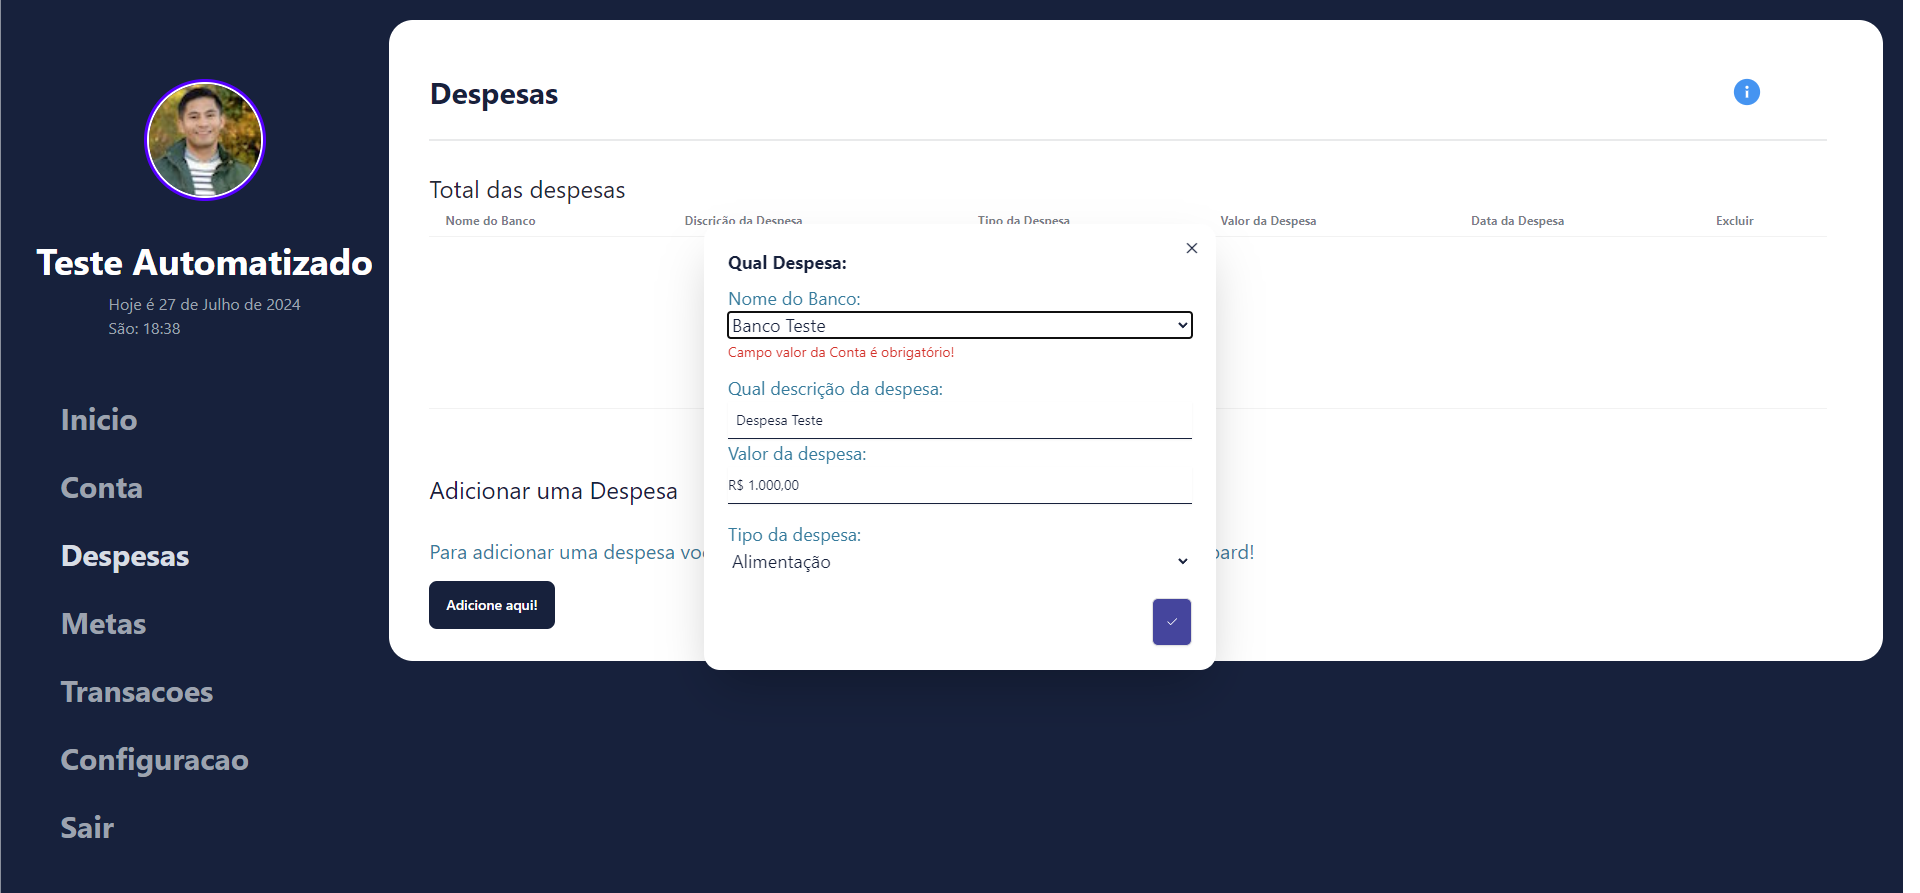 Teste Automatizado
Hoje é 27 de Julho de 2024
São: 18:38
Inicio
Conta
Despesas
Metas
Transacoes
Configuracao
Sair
Despesas
Total das despesas
Nome do Banco Discrição da Despesa Tipo da Despesa Valor da Despesa Data da Despesa Excluir
Qual Despesa:
Nome do Banco:
Banco Teste
Campo valor da Conta é obrigatório!
Qual descrição da despesa:
Despesa Teste
Valor da despesa:
R$ 1.000,00
Tipo da despesa:
Alimentação
Adicionar uma Despesa
Para adicionar uma despesa
Adicione aqui!